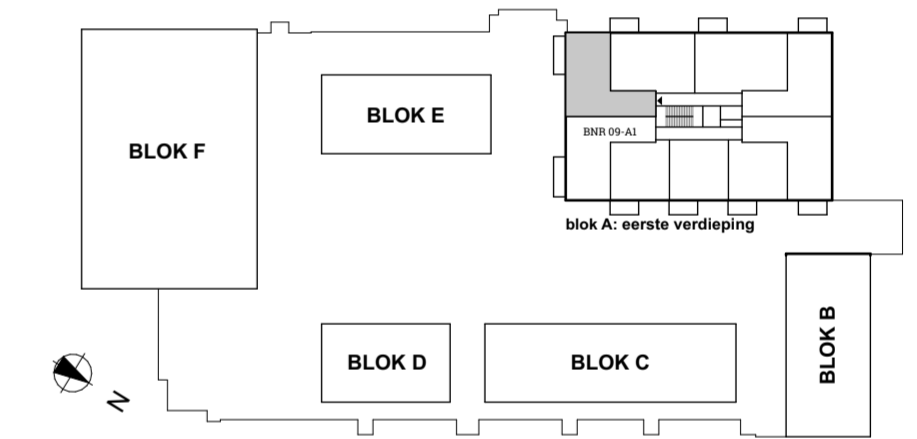 BLOK E
BLOK F
BNR 09-A1
blok A: eerste verdieping
BLOK B
BLOK D
BLOK C
N